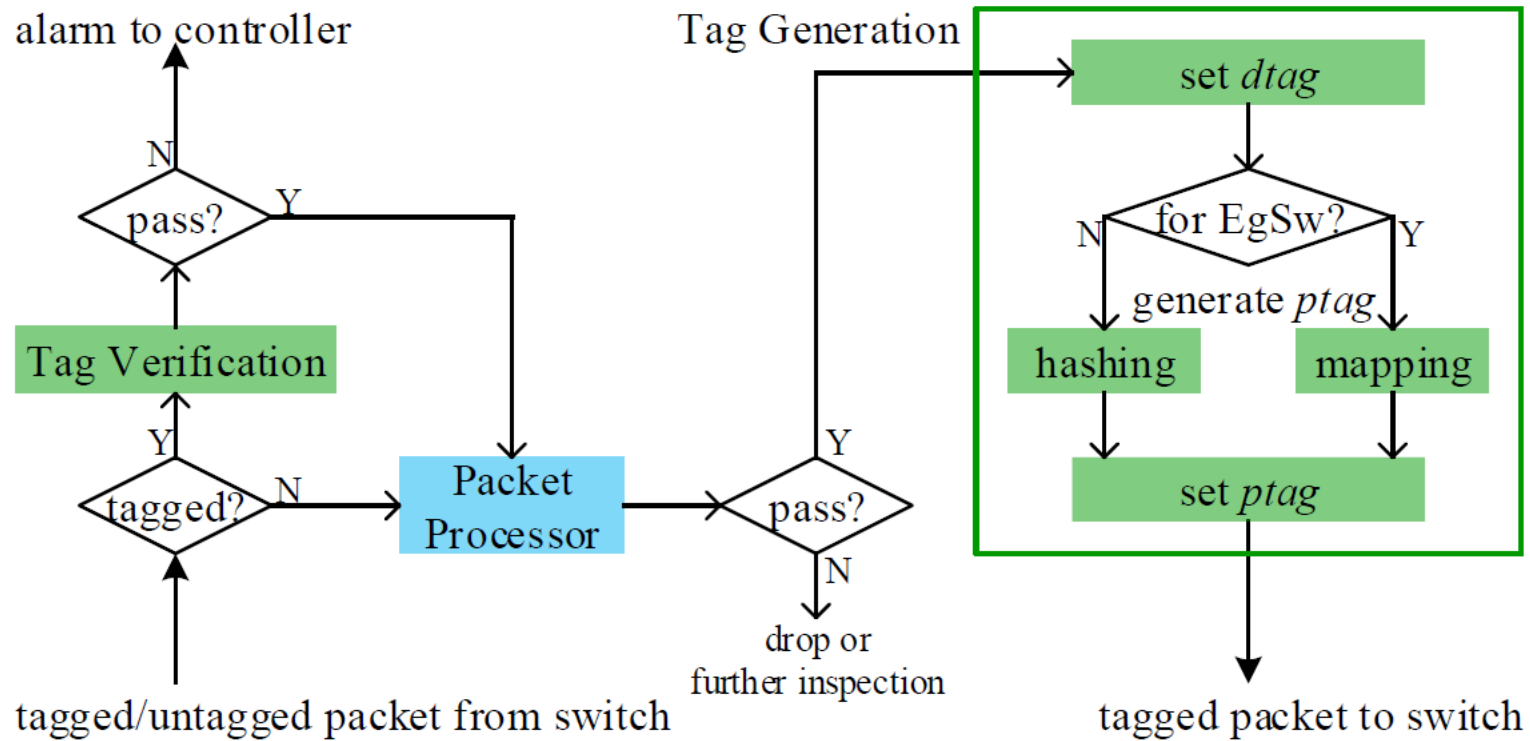 alarm to controller
Tag Generation
set dtag
N
pass?
Y
for EgSw?
N
Y
generate ptag
Tag Verification
hashing
mapping
Y
tagged?
N
Packet
Processor
Y
pass?
N
set ptag
drop or
further inspection
tagged/untagged packet from switch
tagged packet to switch